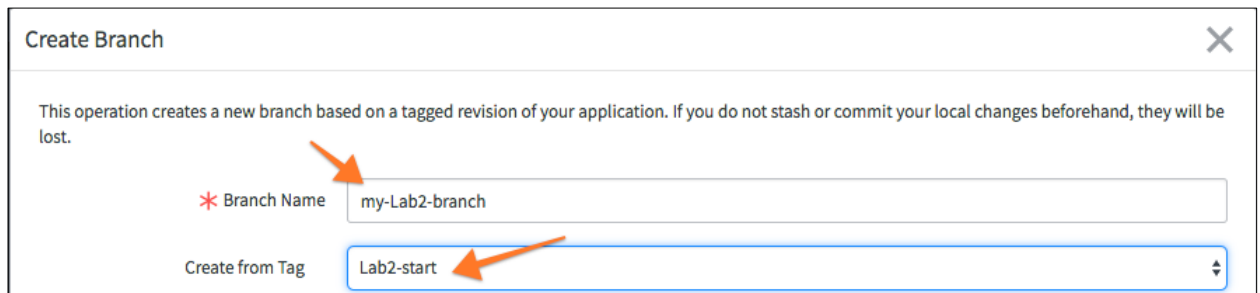 Create Branch
This operation creates a new branch based on a tagged revision of your application. If you do not stash or commit your local changes beforehand, they will be
lost.
Branch Name my-Lab2-branch
Create from Tag Lab2-start